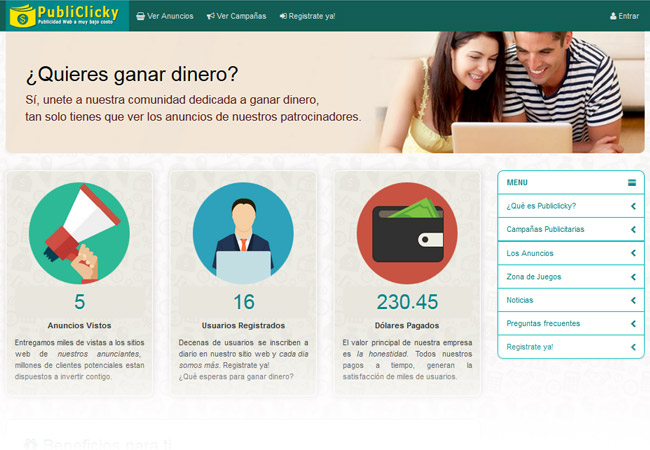 PubliClicky
Publicidad Web a muy bajo costo
Ver Anuncios
Ver Campañas
Registrate ya!
Entrar
¿Quieres ganar dinero?
Sí, unete a nuestra comunidad dedicada a ganar dinero,
tan solo tienes que ver los anuncios de nuestros patrocinadores.
5
Anuncios Vistos
Entregamos miles de vistas a los sitios
web de nuestros anunciantes,
millones de clientes potenciales estan
dispuestos a invertir contigo.
16
Usuarios Registrados
Decenas de usuarios se inscriben a
diario en nuestro sitio web y cada día
somos más. Registrate ya!
¿Qué esperas para ganar dinero?
230.45
Dólares Pagados
El valor principal de nuestra empresa
es la honestidad. Todos nuestros
pagos a tiempo, generan la
satisfacción de miles de usuarios.
MENU
¿Qué es Publiclicky?
Campañas Publicitarias
Los Anuncios
Zona de Juegos
Noticias
Preguntas frecuentes
Registrate ya!
Beneficios para ti